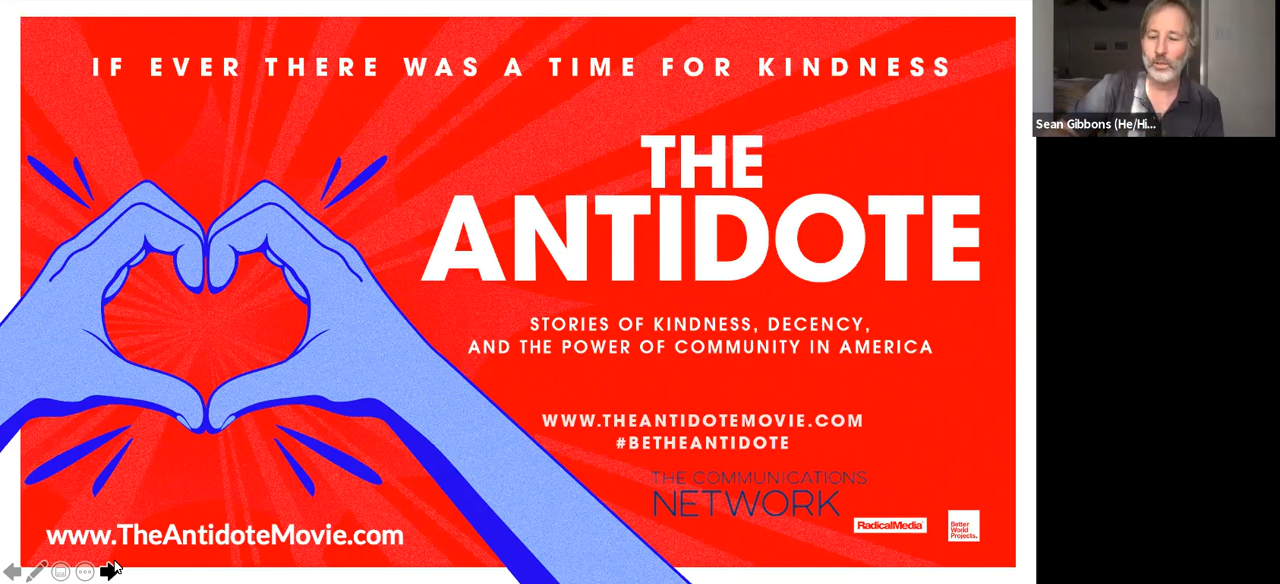 IF EVER THERE WAS A TIME FOR KINDNESS
THE
ANTIDOTE
STORIES OF KINDNESS, DECENCY,
AND THE POWER OF COMMUNITY IN AMERICA
WWW.THEANTIDOTEMOVIE.COM
#BETHEANTIDOTE
THE COMMUNICATIONS
NETWORK
RadicalMedia
Better
World
Projects.
www.TheAntidoteMovie.com
Sean Gibbons (He/Hi...